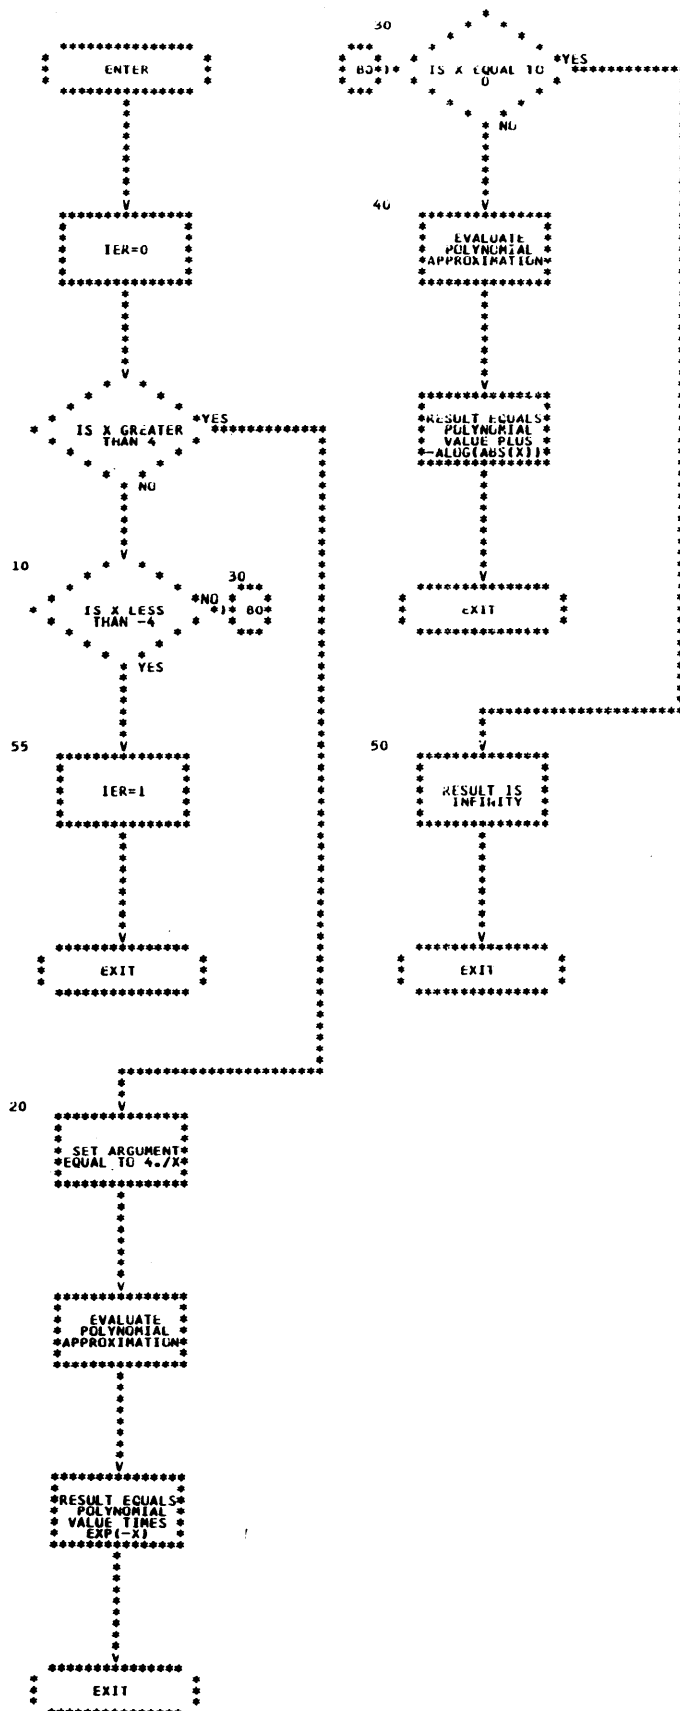 ENTER
IER=0
IS X GREATER
THAN 4
YES
NO
10
IS X LESS
THAN -4
NO
30
B0
YES
55
IER=1
EXIT
20
SET ARGUMENT
EQUAL TO 4./X
EVALUATE
POLYNOMIAL
APPROXIMATION
RESULT EQUALS
POLYNOMIAL
VALUE TIMES
EXP(-X)
EXIT
30
B0
IS X EQUAL TO
0
YES
NO
40
EVALUATE
POLYNOMIAL
APPROXIMATION
RESULT EQUALS
POLYNOMIAL
VALUE PLUS
-ALOG(ABS(X))
EXIT
50
RESULT IS
INFINITY
EXIT